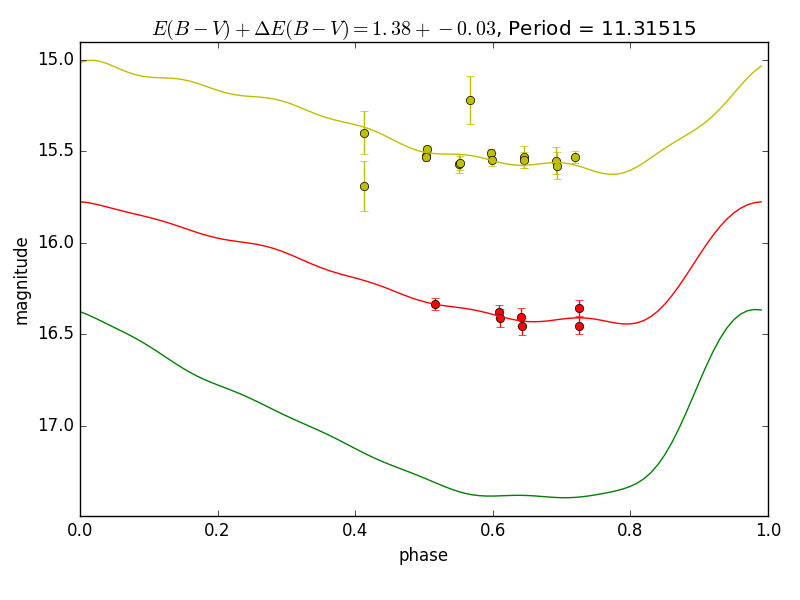 E(B − V) + ΔE(B − V) = 1.38 + −0.03, Period = 11.31515
15.0
15.5
16.0
16.5
17.0
magnitude
0.0 0.2 0.4 0.6 0.8 1.0
phase